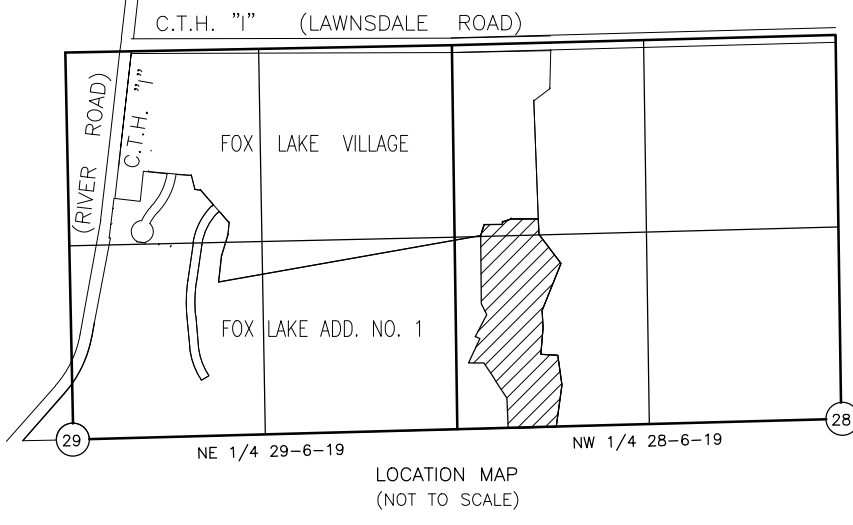 C.T.H. "I" (LAWNSDALE ROAD)
(RIVER ROAD)
C.T.H. "I"
FOX LAKE VILLAGE
FOX LAKE ADD. NO. 1
29
28
NE 1/4 29-6-19
NW 1/4 28-6-19
LOCATION MAP
(NOT TO SCALE)